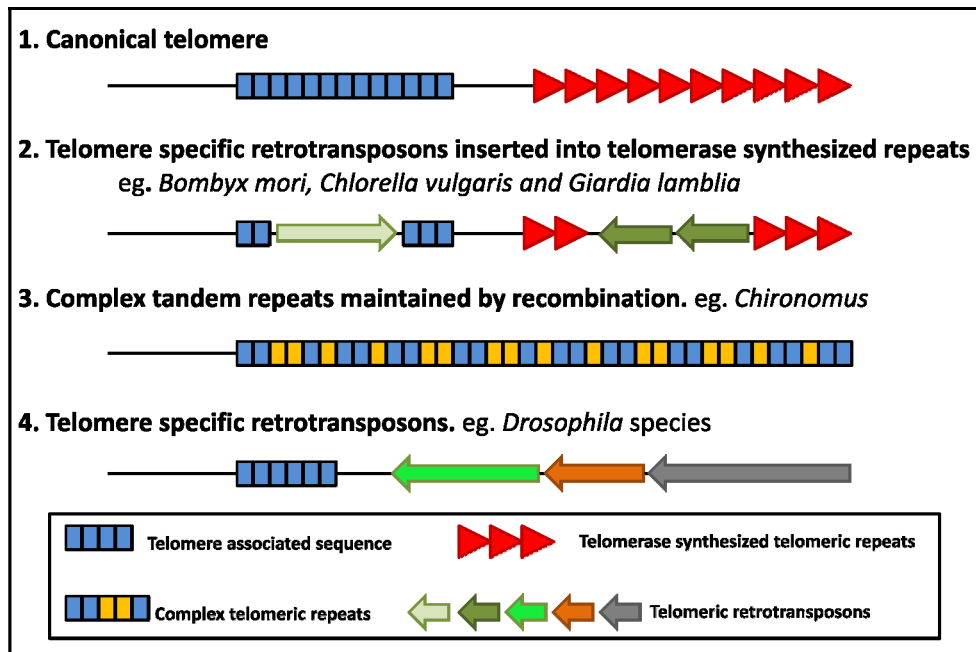 1. Canonical telomere
2. Telomere specific retrotransposons inserted into telomerase synthesized repeats
eg. Bombyx mori, Chlorella vulgaris and Giardia lamblia
3. Complex tandem repeats maintained by recombination. eg. Chironomus
4. Telomere specific retrotransposons. eg. Drosophila species
Telomere associated sequence
Telomerase synthesized telomeric repeats
Complex telomeric repeats
Telomeric retrotransposons